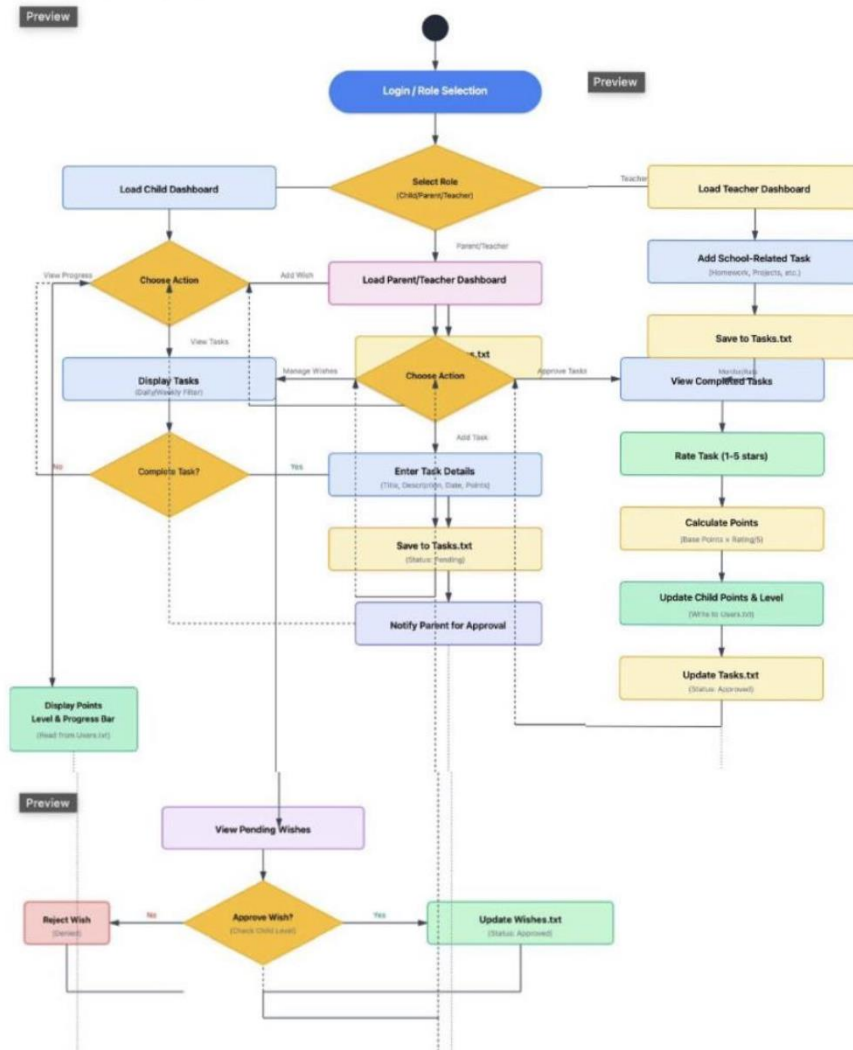 Preview
Login / Role Selection
Preview
Select Role
(Child/Parent/Teacher)
Load Child Dashboard
Teacher
Load Teacher Dashboard
Parent/Teacher
View Progress
Choose Action
Add Wish
Load Parent/Teacher Dashboard
Add School-Related Task
(Homework, Projects, etc.)
View Tasks
Save to Tasks.txt
Display Tasks
(Daily/Weekly Filter)
Manage Wishes
Choose Action
Approve Tasks
View Completed Tasks
Add Task
No
Complete Task?
Yes
Enter Task Details
(Title, Description, Date, Points)
Rate Task (1-5 stars)
Save to Tasks.txt
(Status: Pending)
Calculate Points
(Base Points × Rating/5)
Notify Parent for Approval
Update Child Points & Level
(Write to Users.txt)
Update Tasks.txt
(Status: Approved)
Display Points
Level & Progress Bar
(Read from Users.txt)
Preview
View Pending Wishes
Reject Wish
(Denied)
No
Approve Wish?
(Check Child Level)
Yes
Update Wishes.txt
(Status: Approved)